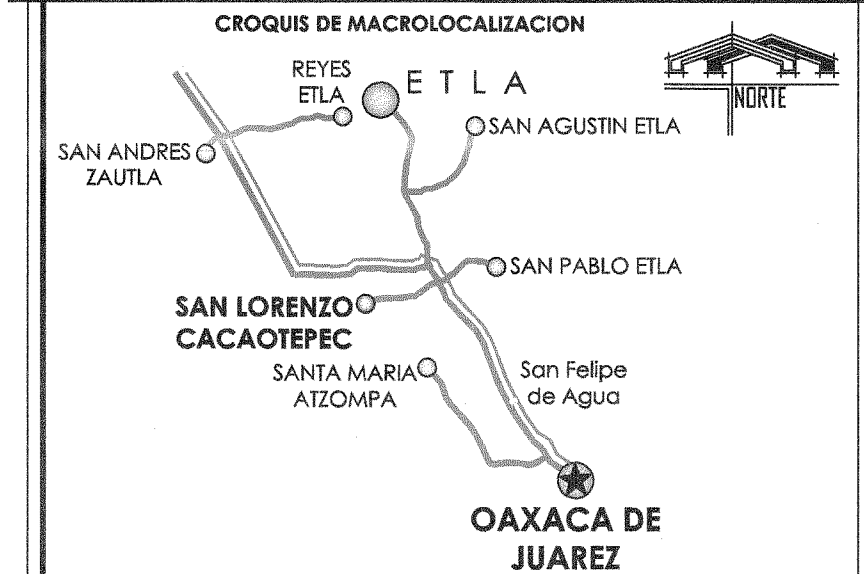 CROQUIS DE MACROLOCALIZACION
REYES
ETLA
E T L A
NORTE
SAN AGUSTIN ETLA
SAN ANDRES
ZAUTLA
SAN PABLO ETLA
SAN LORENZO
CACAOTEPEC
SANTA MARIA
ATZOMPA
San Felipe
de Agua
OAXACA DE
JUAREZ